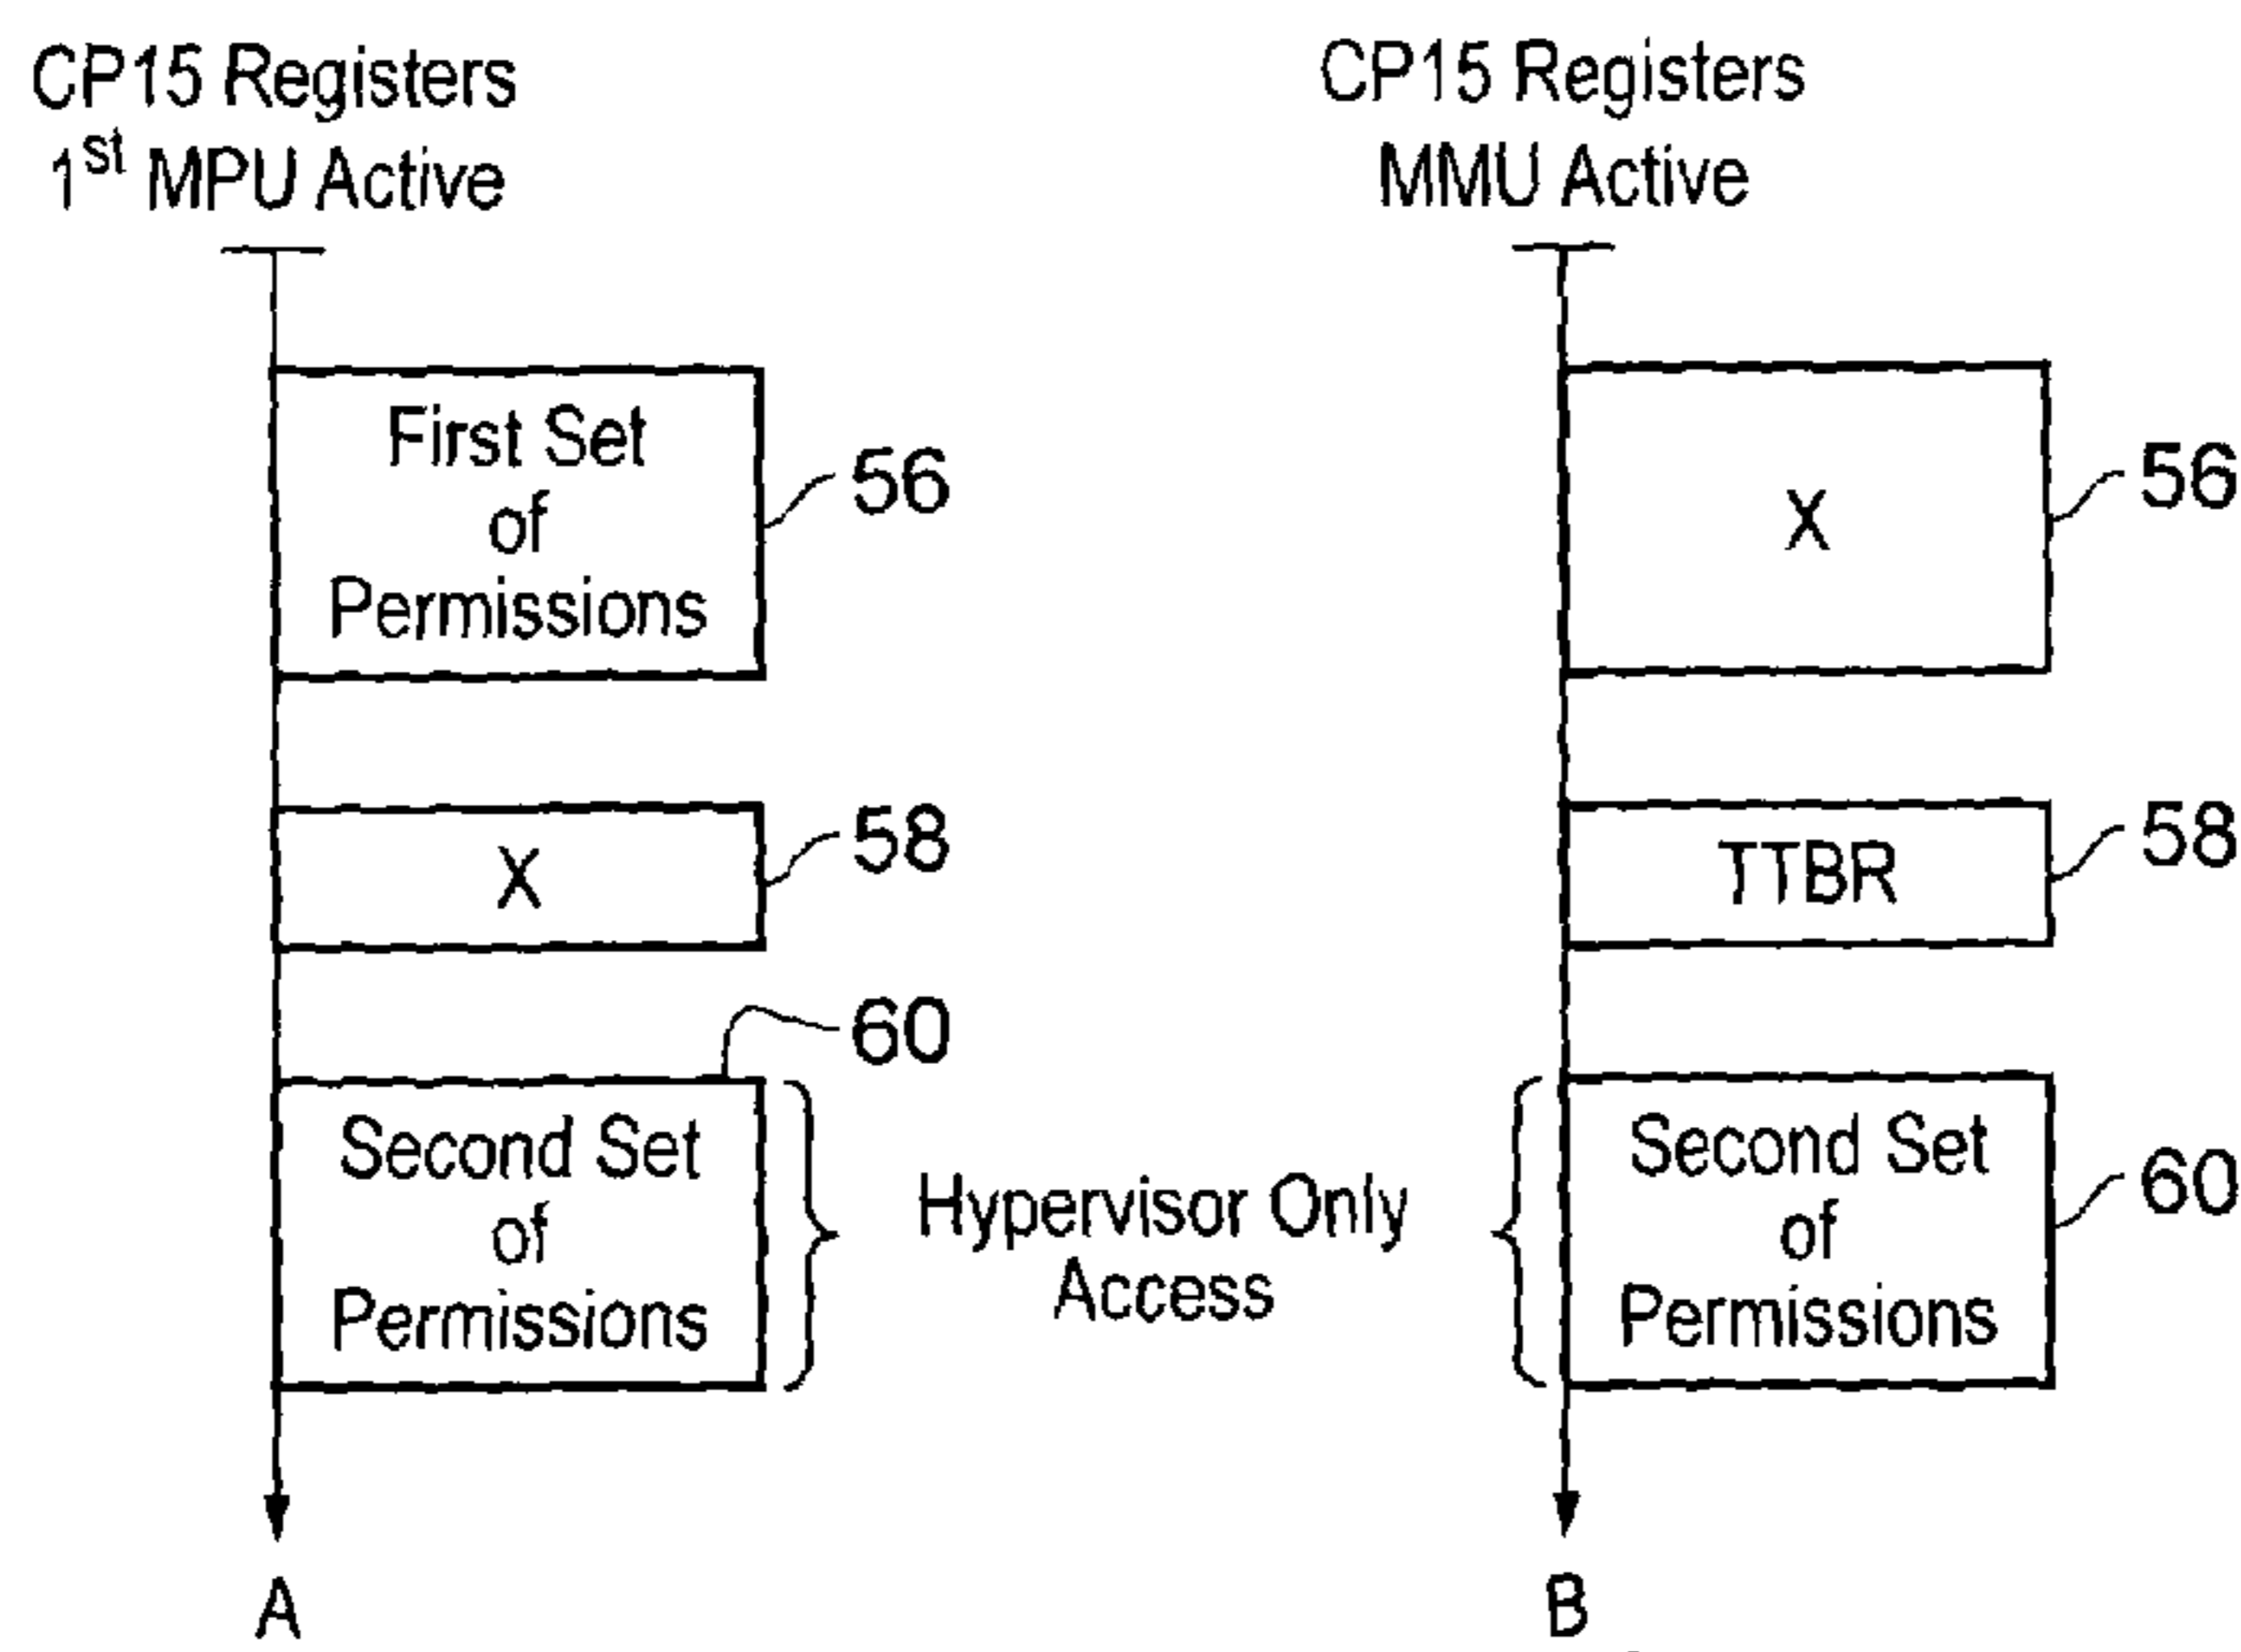 CP15 Registers
1st MPU Active
First Set
of
Permissions
56
X
58
60
Second Set
of
Permissions
A
Hypervisor Only
Access
CP15 Registers
MMU Active
X
56
TTBR
58
Second Set
of
Permissions
60
B